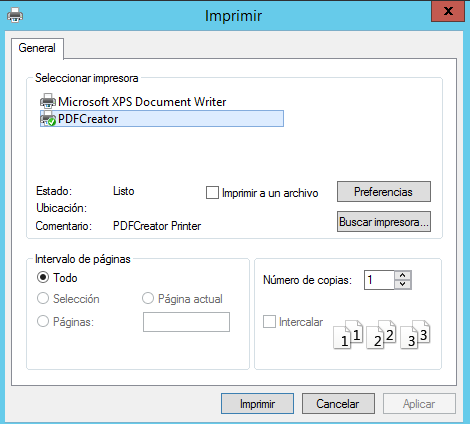 Imprimir
x
General
Seleccionar impresora
Microsoft XPS Document Writer
PDFCreator
Estado: Listo
Imprimir a un archivo
Preferencias
Ubicación:
Comentario: PDFCreator Printer
Buscar impresora...
Intervalo de páginas
Todo
Selección Página actual
Páginas:
Número de copias: 1
Intercalar
1 1 2 2 3 3
Imprimir Cancelar Aplicar